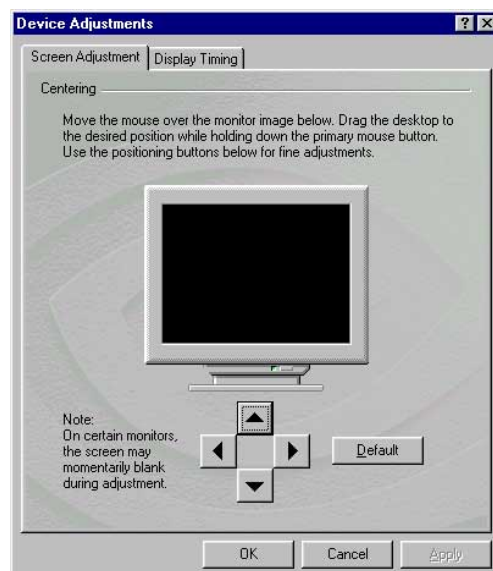 Device Adjustments
Screen Adjustment Display Timing
Centering
Move the mouse over the monitor image below. Drag the desktop to
the desired position while holding down the primary mouse button.
Use the positioning buttons below for fine adjustments.
Note:
On certain monitors,
the screen may
momentarily blank
during adjustment.
Default
OK Cancel Apply